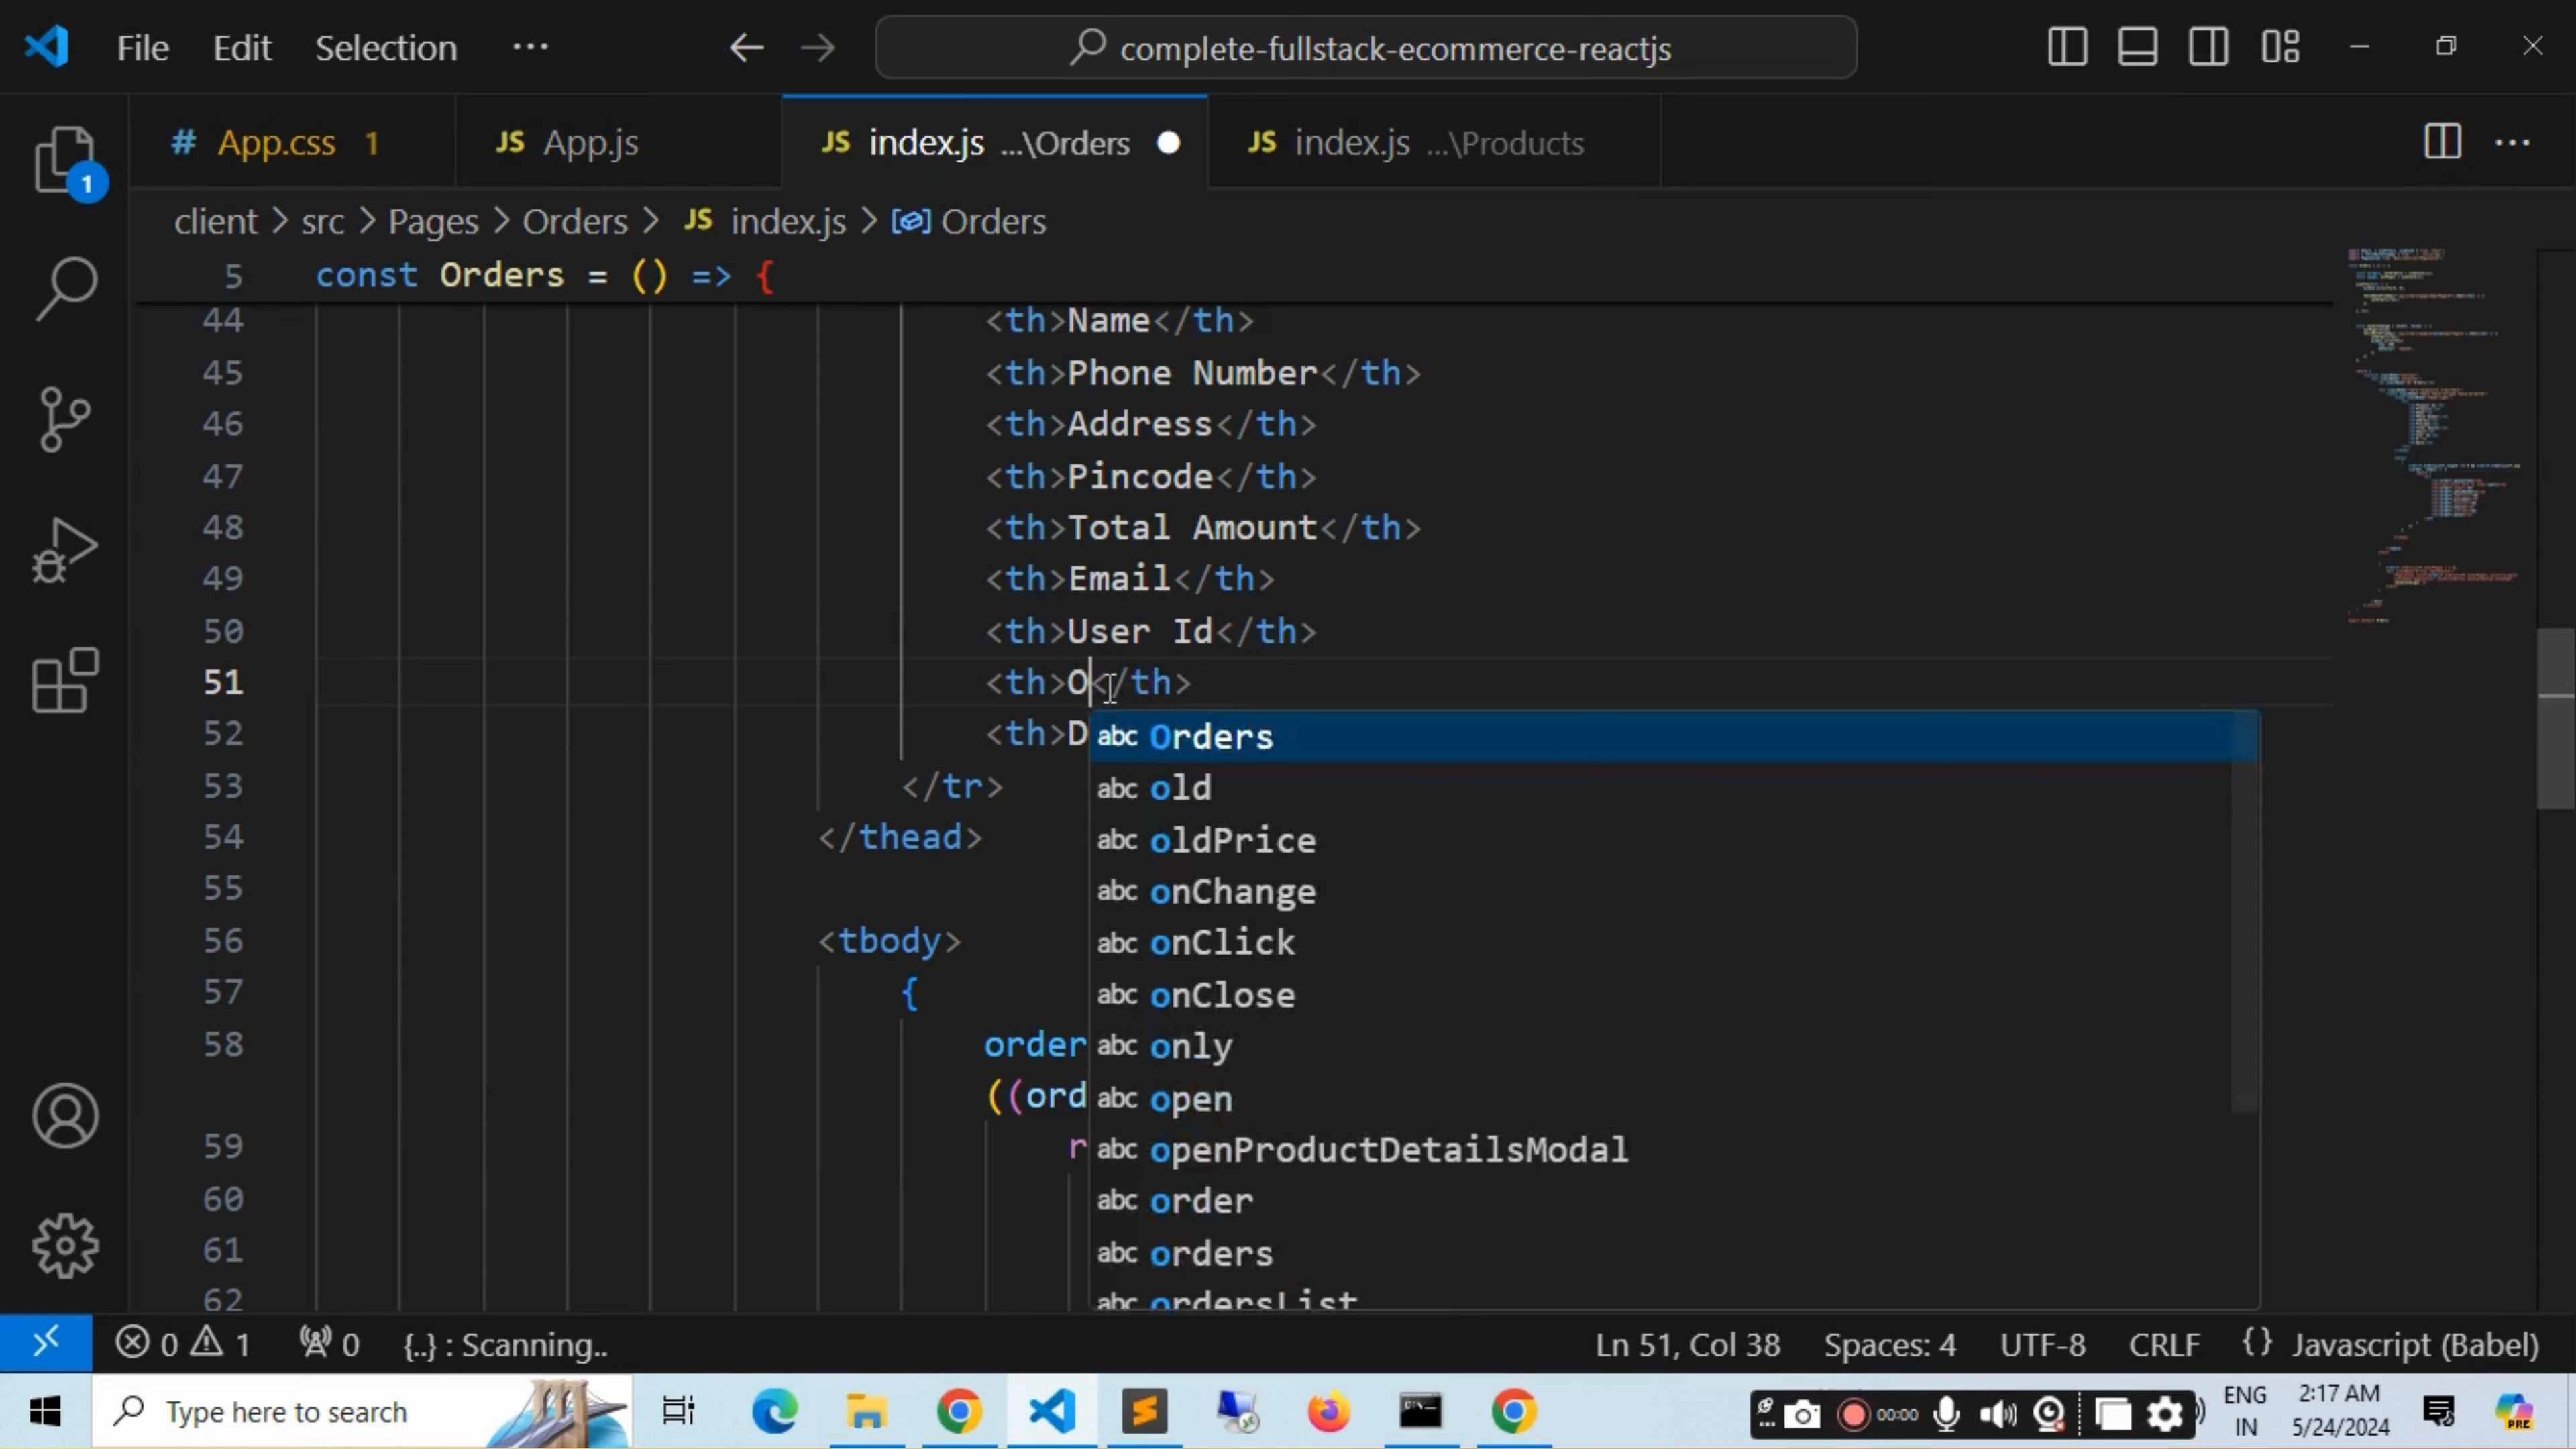 File Edit Selection ...
complete-fullstack-ecommerce-reactjs
# App.css 1
JS App.js
JS index.js ...\Orders
JS index.js ...\Products
client > src > Pages > Orders > JS index.js > Orders
5 const Orders = () => {
44 <th>Name</th>
45 <th>Phone Number</th>
46 <th>Address</th>
47 <th>Pincode</th>
48 <th>Total Amount</th>
49 <th>Email</th>
50 <th>User Id</th>
51 <th>O</th>
52 <th>D
abc Orders
abc old
53 </tr>
54 </thead>
abc oldPrice
55
abc onChange
56 <tbody>
abc onClick
57 {
abc onClose
58 order
abc only
((ord
abc open
59 r
abc openProductDetailsModal
60
abc order
61
abc orders
62
abc ordersList
1
0 1 0 {..} : Scanning..
Ln 51, Col 38 Spaces: 4 UTF-8 CRLF {} Javascript (Babel)
Type here to search
00:00
ENG
IN
2:17 AM
5/24/2024
PRE